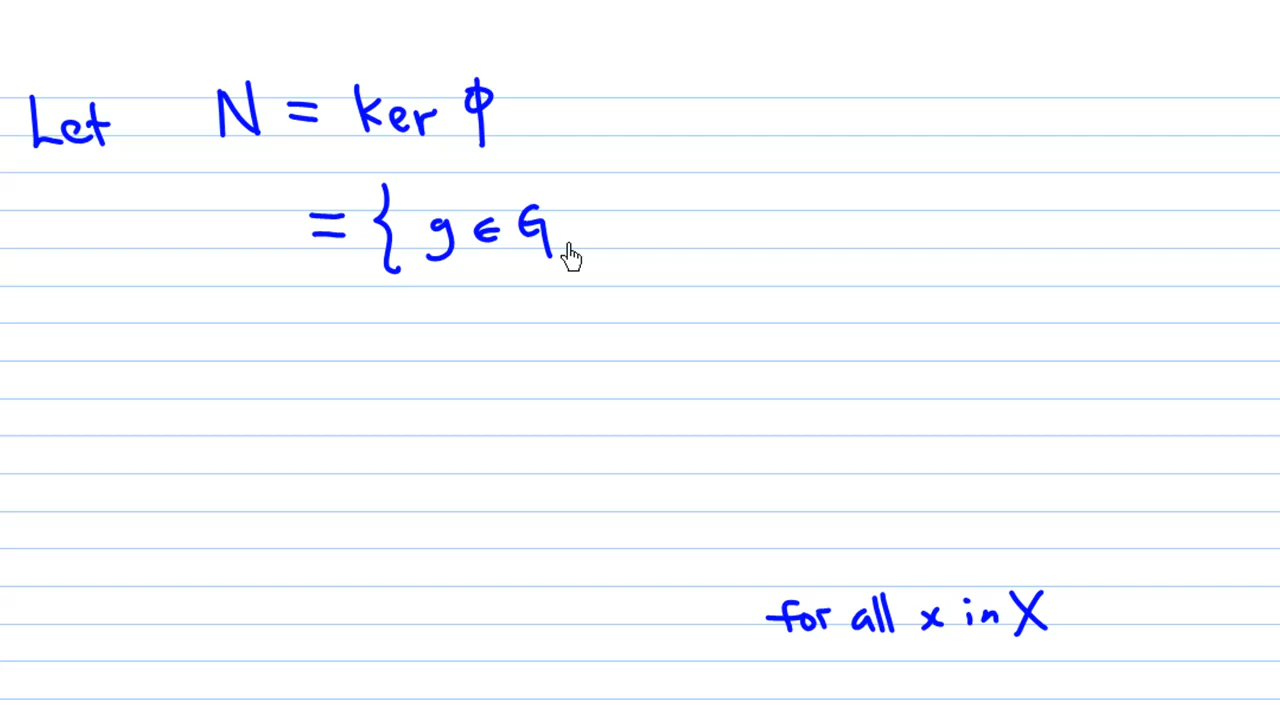 Let N = ker φ
= { g ∈ G
for all x in X